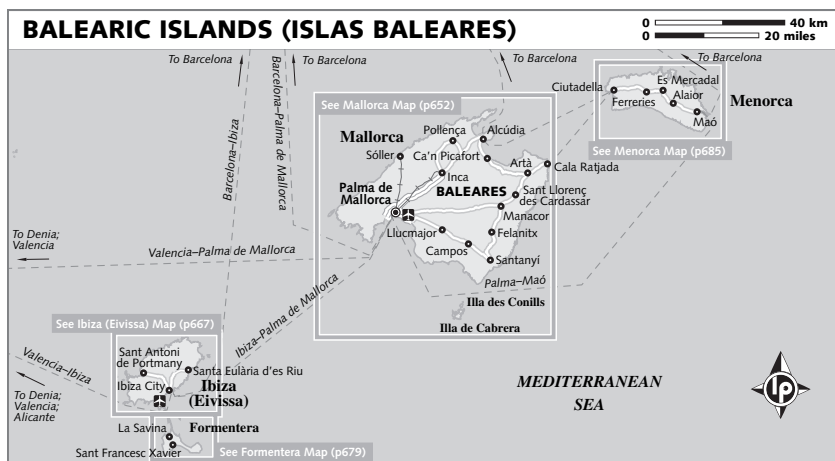 BALEARIC ISLANDS (ISLAS BALEARES)
0 40 km
0 20 miles
To Barcelona
To Barcelona
To Barcelona
To Barcelona
See Mallorca Map (p652)
Ciutadella
Es Mercadal
Alaior
Ferreries
Maó
Menorca
See Menorca Map (p685)
Barcelona–Ibiza
Barcelona–Palma de
Mallorca
Mallorca
Pollença
Alcúdia
Sóller
Ca'n Picafort
Artà
Cala Ratjada
Inca
BALEARES
Palma de
Mallorca
Sant Llorenç
des Cardassar
Manacor
Llucmajor
Felanitx
Campos
Santanyí
To Denia;
Valencia
Valencia–Palma de Mallorca
Palma–Maó
Illa des Conills
Illa de Cabrera
Ibiza–Palma de Mallorca
See Ibiza (Eivissa) Map (p667)
Valencia–Ibiza
Sant Antoni
de Portmany
Santa Eulària d'es Riu
Ibiza City
Ibiza
(Eivissa)
To Denia;
Valencia;
Alicante
MEDITERRANEAN
SEA
lp
La Savina
Formentera
Sant Francesc Xavier
See Formentera Map (p679)